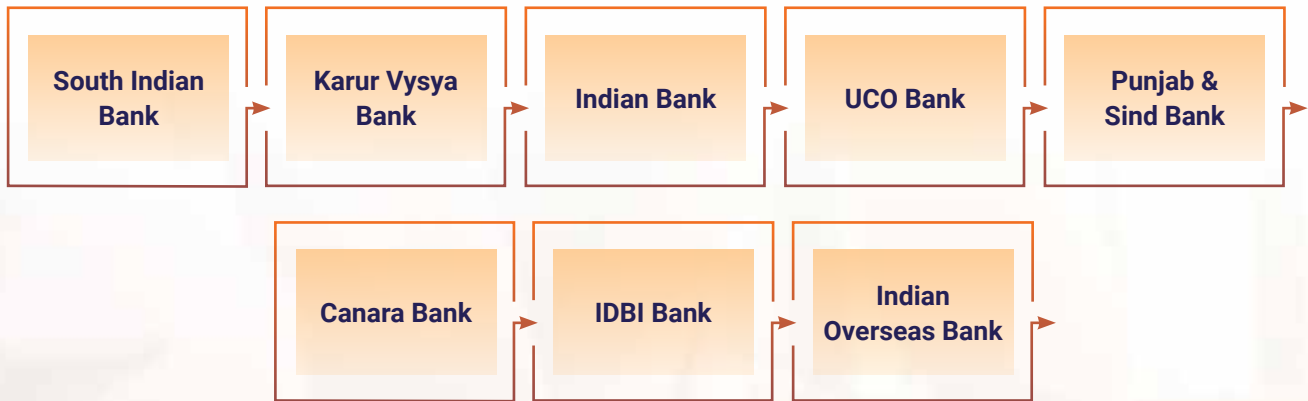 South Indian
Bank
Karur Vysya
Bank
Indian Bank
UCO Bank
Punjab &
Sind Bank
Canara Bank
IDBI Bank
Indian
Overseas Bank